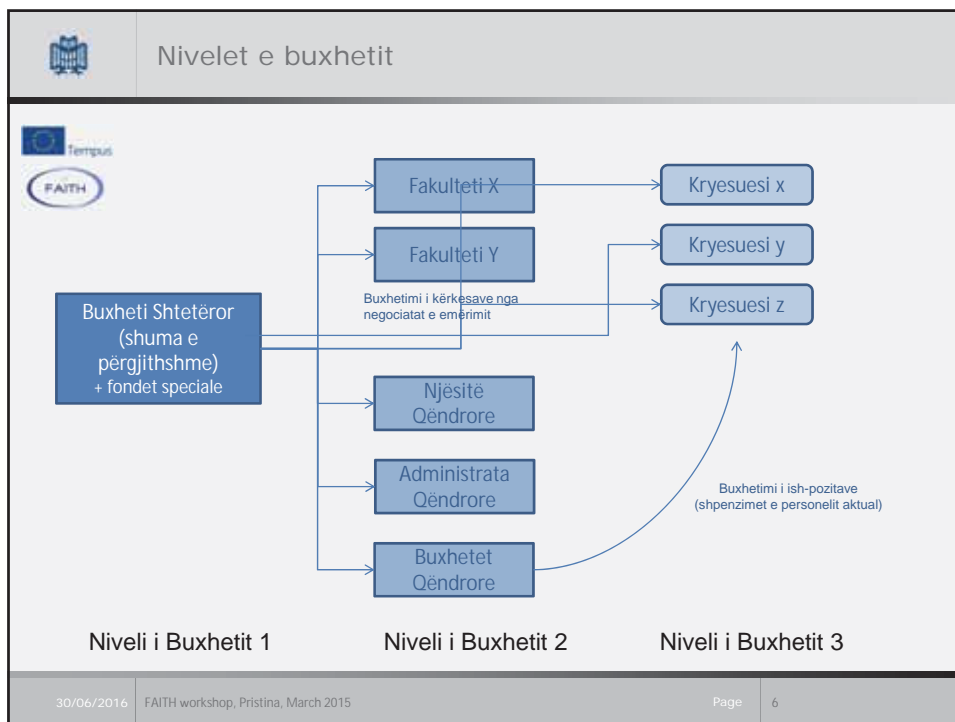 Nivelet e buxhetit
Tempus
FAITH
Fakulteti X
Kryesuesi x
Fakulteti Y
Kryesuesi y
Buxhetimi i kërkesave nga
negociatat e emërimit
Kryesuesi z
Buxheti Shtetëror
(shuma e
përgjithshme)
+ fondet speciale
Njësitë
Qëndrore
Administrata
Qëndrore
Buxhetimi i ish-pozitave
(shpenzimet e personelit aktual)
Buxhetet
Qëndrore
Niveli i Buxhetit 1
Niveli i Buxhetit 2
Niveli i Buxhetit 3
30/06/2016
FAITH workshop, Pristina, March 2015
Page
6